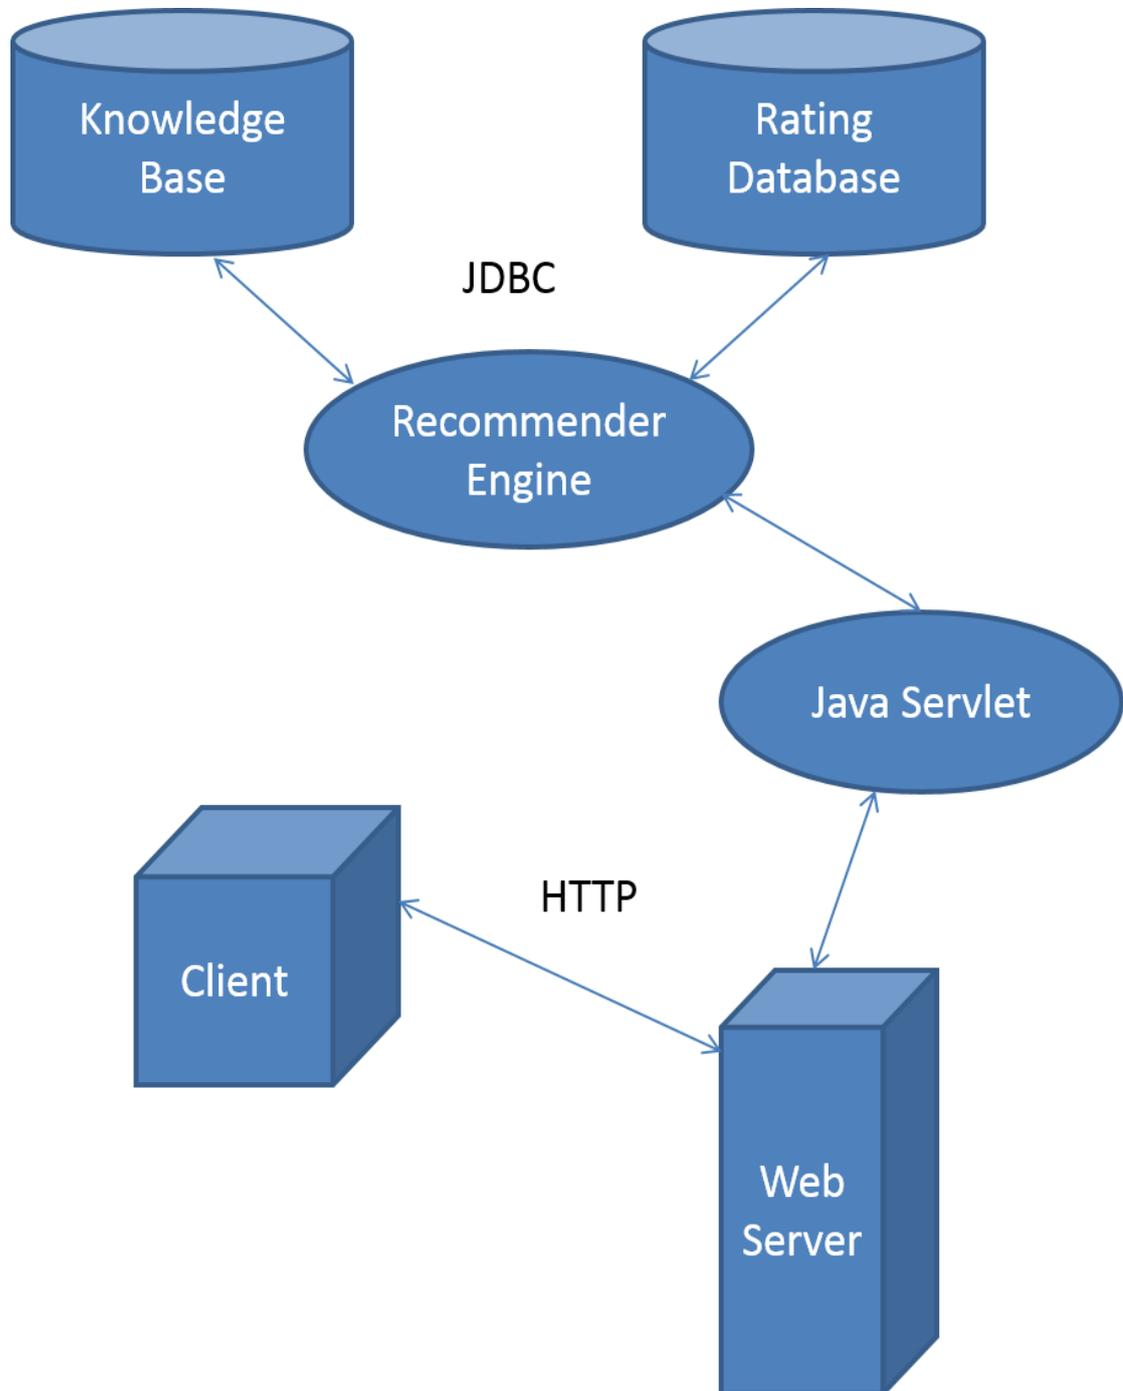 Knowledge
Base
Rating
Database
JDBC
Recommender
Engine
Java Servlet
HTTP
Client
Web
Server